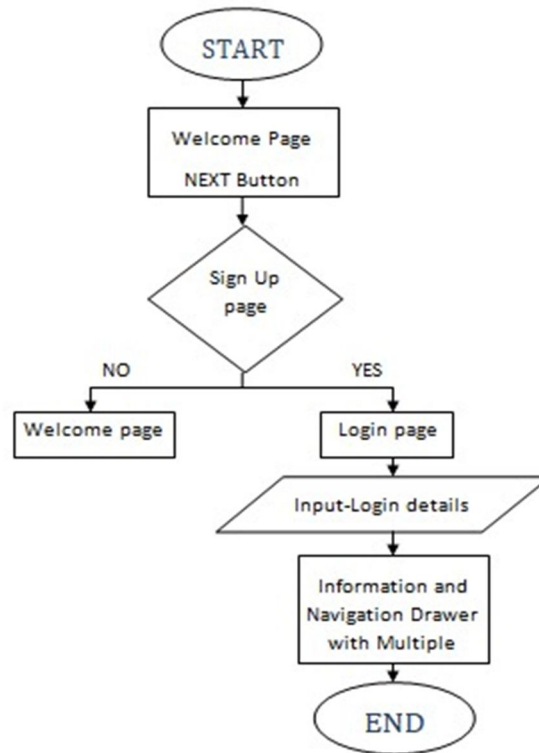 START
Welcome Page
NEXT Button
Sign Up
page
NO
YES
Welcome page
Login page
Input-Login details
Information and
Navigation Drawer
with Multiple
END